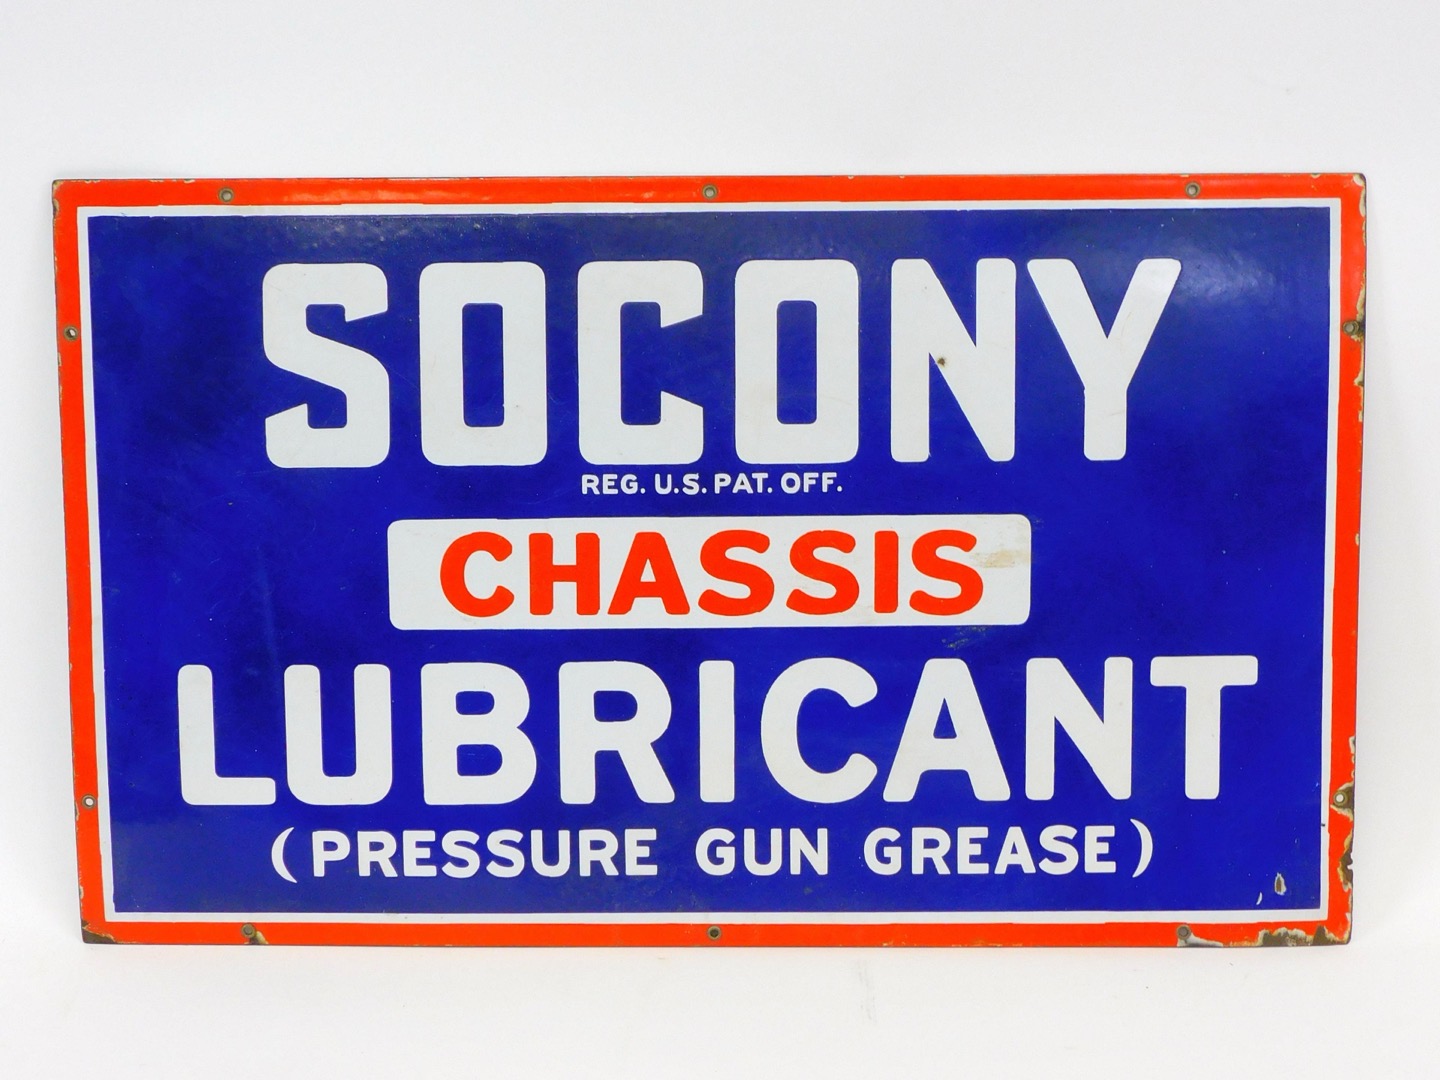 SOCONY
REG. U.S. PAT. OFF.
CHASSIS
LUBRICANT
(PRESSURE GUN GREASE)